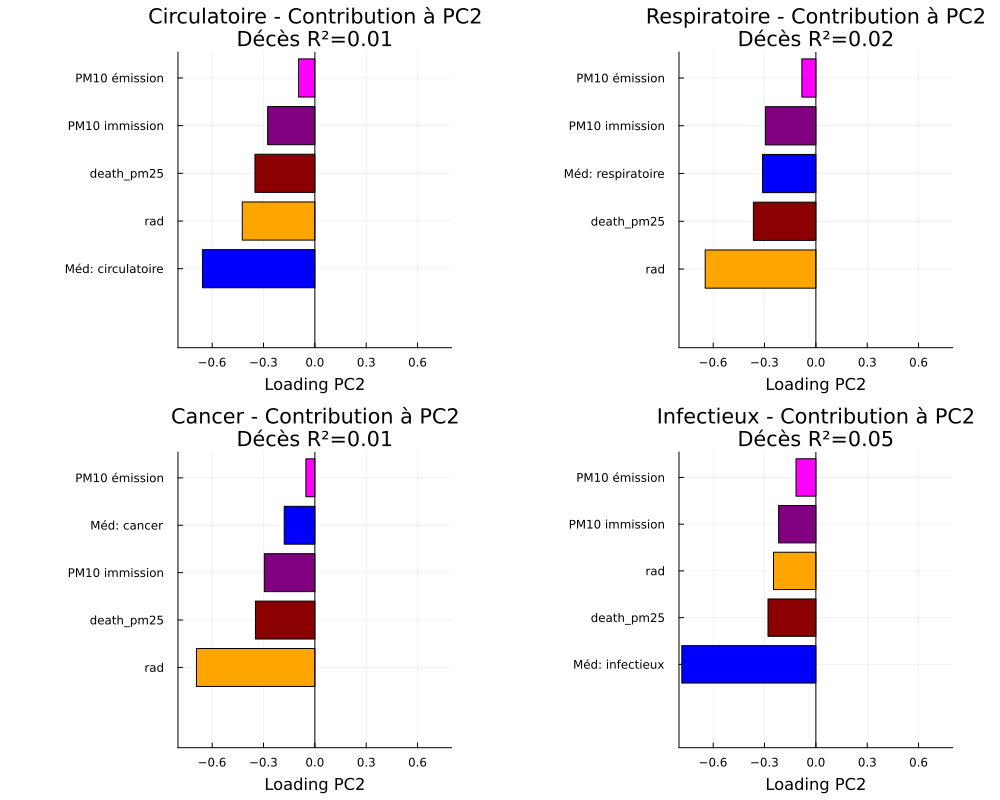 Circulatoire - Contribution à PC2
Décès R²=0.01
PM10 émission
PM10 immission
death_pm25
rad
Méd: circulatoire
−0.6 −0.3 0.0 0.3 0.6
Loading PC2
Respiratoire - Contribution à PC2
Décès R²=0.02
PM10 émission
PM10 immission
Méd: respiratoire
death_pm25
rad
−0.6 −0.3 0.0 0.3 0.6
Loading PC2
Cancer - Contribution à PC2
Décès R²=0.01
PM10 émission
Méd: cancer
PM10 immission
death_pm25
rad
−0.6 −0.3 0.0 0.3 0.6
Loading PC2
Infectieux - Contribution à PC2
Décès R²=0.05
PM10 émission
PM10 immission
rad
death_pm25
Méd: infectieux
−0.6 −0.3 0.0 0.3 0.6
Loading PC2